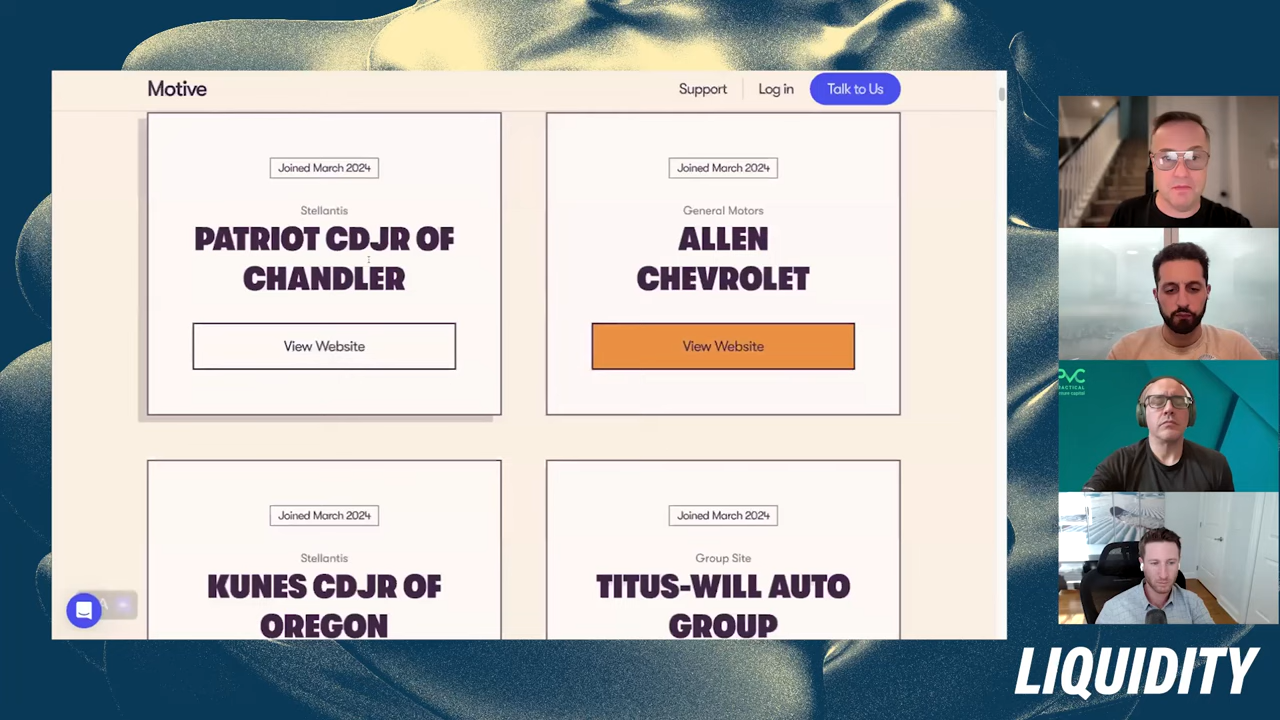 Motive
Support
Log in
Talk to Us
Joined March 2024
Stellantis
PATRIOT CDJR OF
CHANDLER
View Website
Joined March 2024
General Motors
ALLEN
CHEVROLET
View Website
Joined March 2024
Stellantis
KUNES CDJR OF
OREGON
Joined March 2024
Group Site
TITUS-WILL AUTO
GROUP
PVC
LIQUIDITY